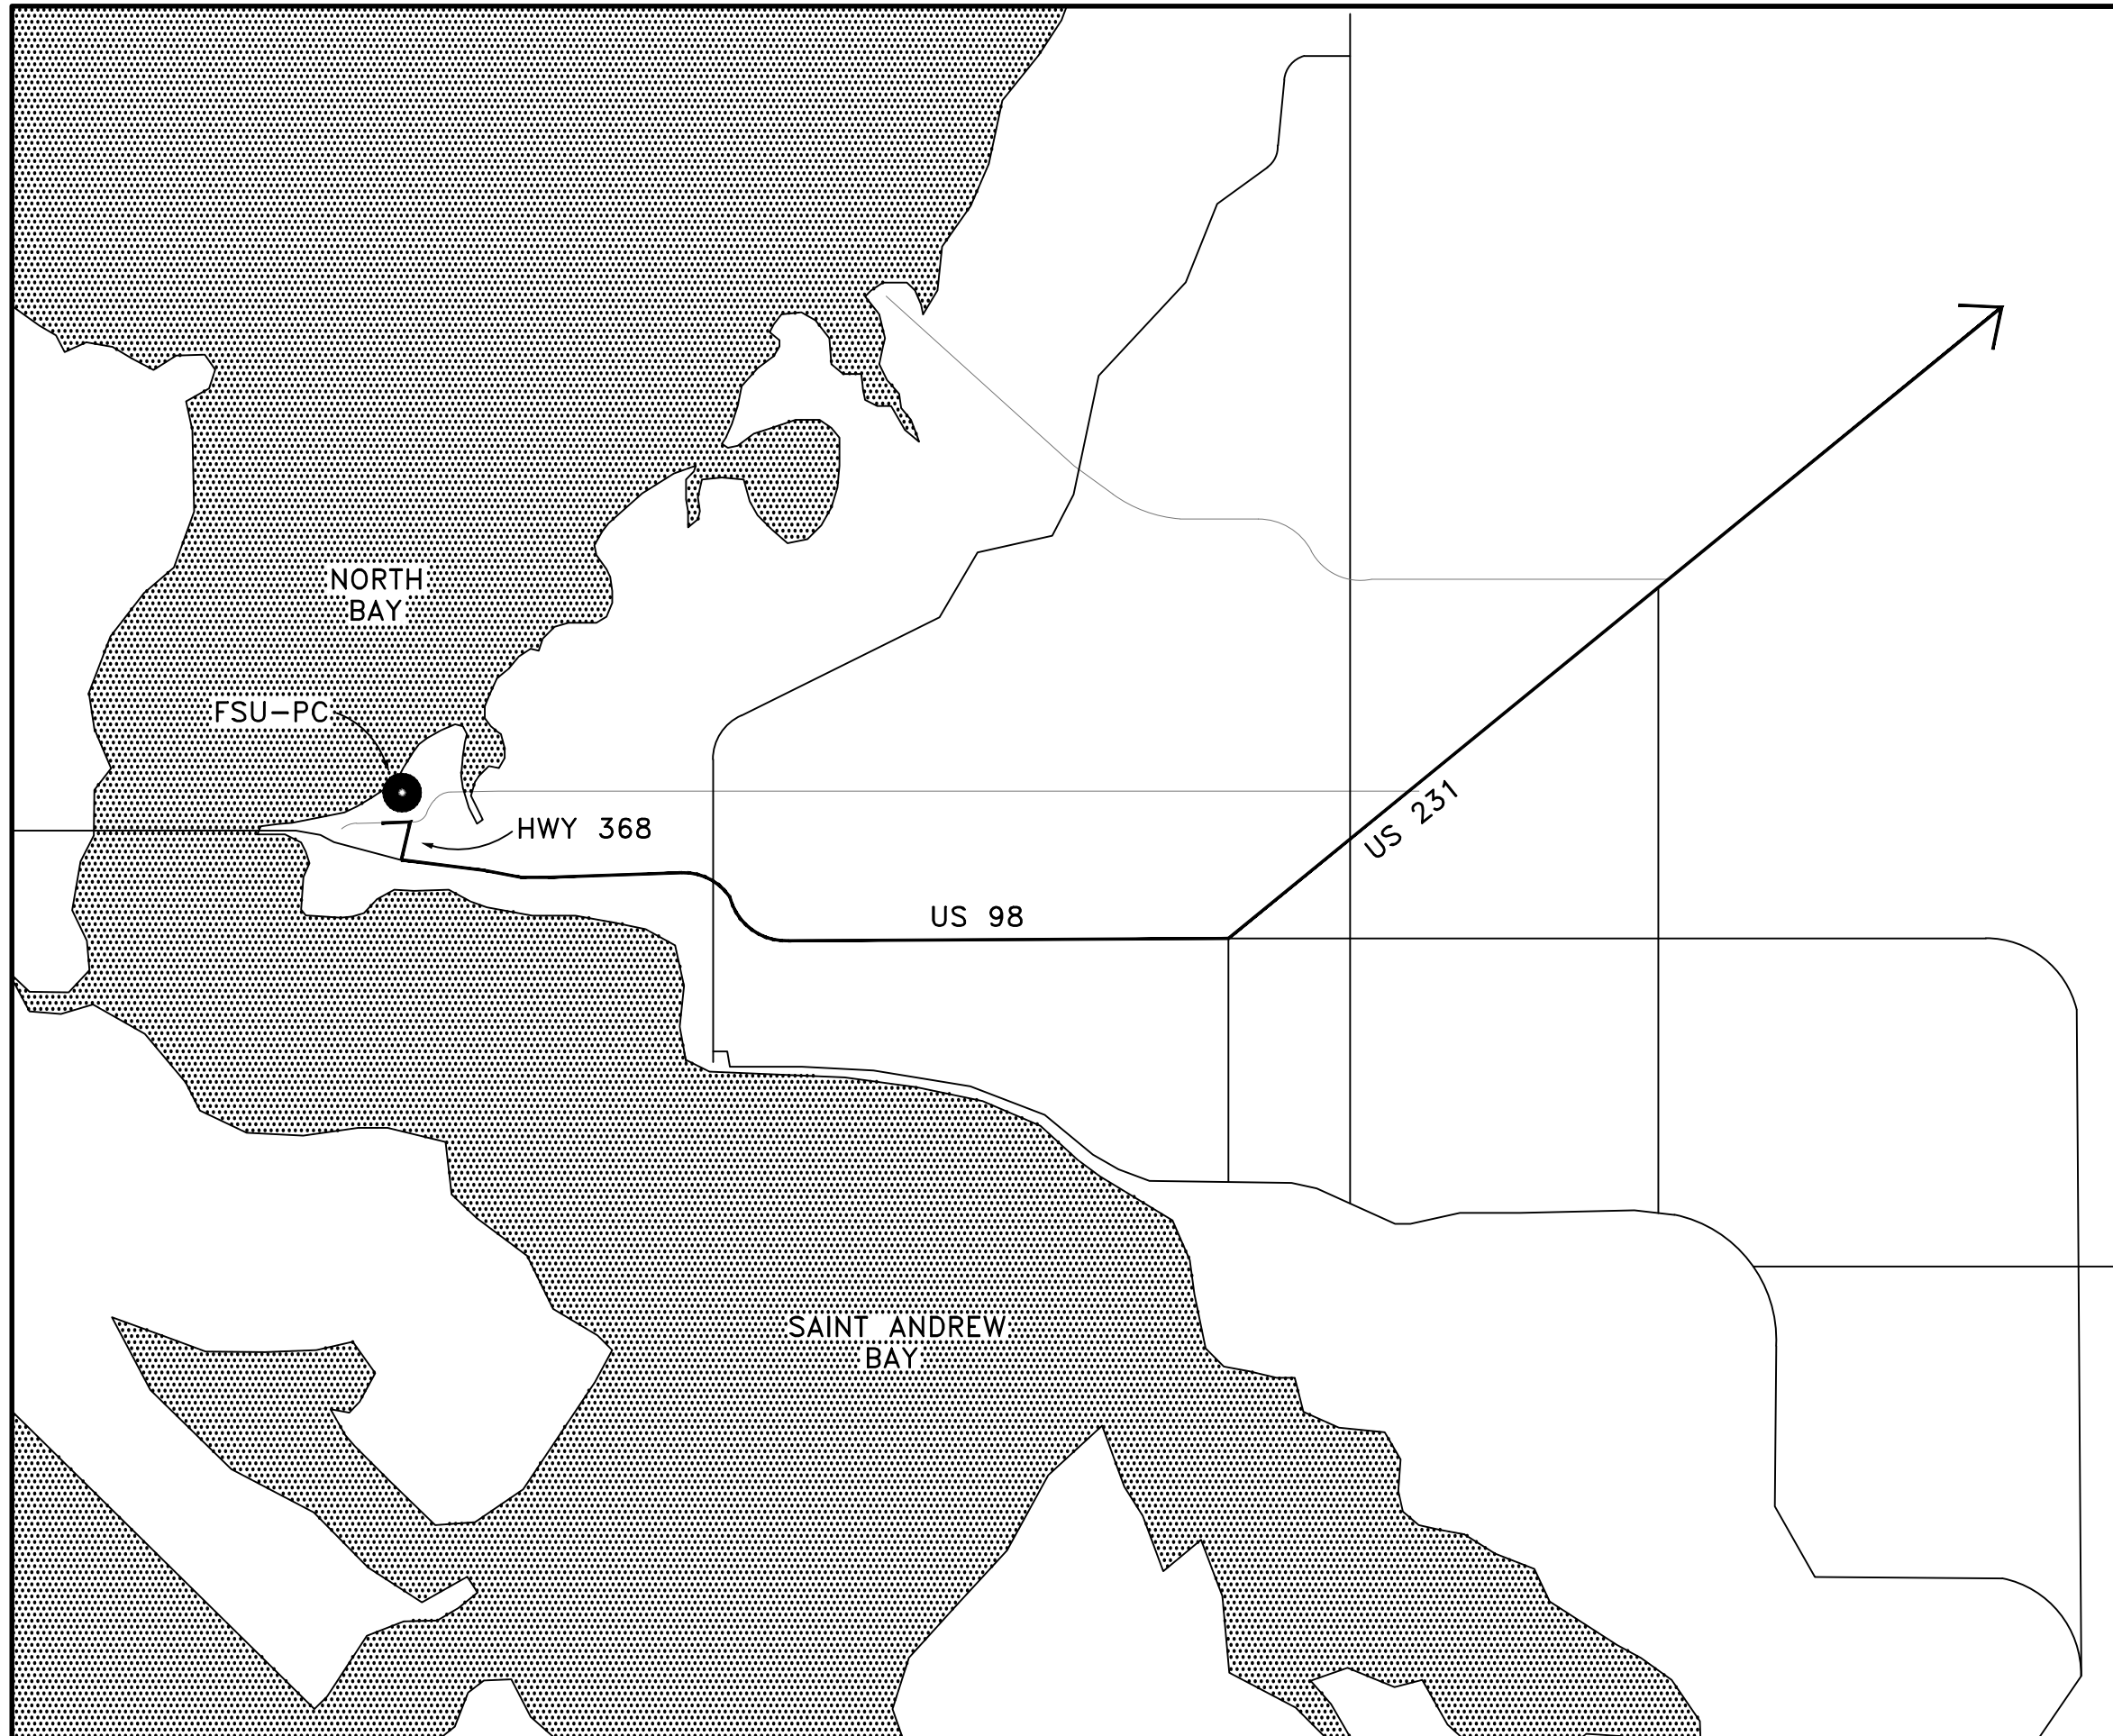 NORTH
BAY
FSU-PC
HWY 368
US 231
US 98
SAINT ANDREW
BAY